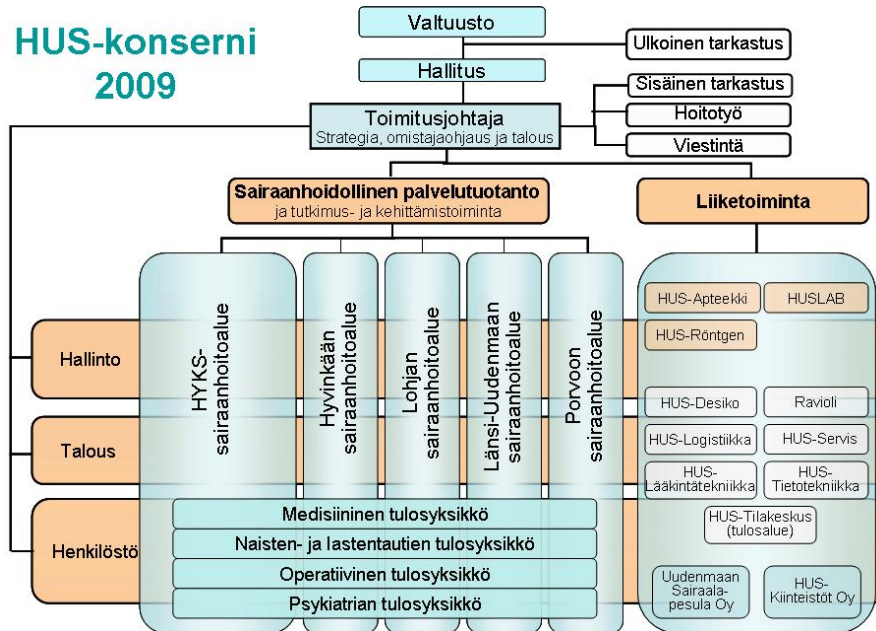 HUS-konserni
2009
Valtuusto
Ulkoinen tarkastus
Hallitus
Sisäinen tarkastus
Toimitusjohtaja
Strategia, omistajaohjaus ja talous
Hoitotyö
Viestintä
Sairaanhoidollinen palvelutuotanto
ja tutkimus- ja kehittämistoiminta
Liiketoiminta
Hallinto
Talous
Henkilöstö
HYKS-
sairaanhoitoalue
Hyvinkään
sairaanhoitoalue
Lohjan
sairaanhoitoalue
Länsi-Uudenmaan
sairaanhoitoalue
Porvoon
sairaanhoitoalue
Medisiininen tulosyksikkö
Naisten- ja lastentautien tulosyksikkö
Operatiivinen tulosyksikkö
Psykiatrian tulosyksikkö
HUS-Apteekki
HUSLAB
HUS-Röntgen
HUS-Desiko
Ravioli
HUS-Logistiikka
HUS-Servis
HUS-
Lääkintätekniikka
HUS-
Tietotekniikka
HUS-Tilakeskus
(tulosalue)
Uudenmaan
Sairaala-
pesula Oy
HUS-
Kiinteistöt Oy